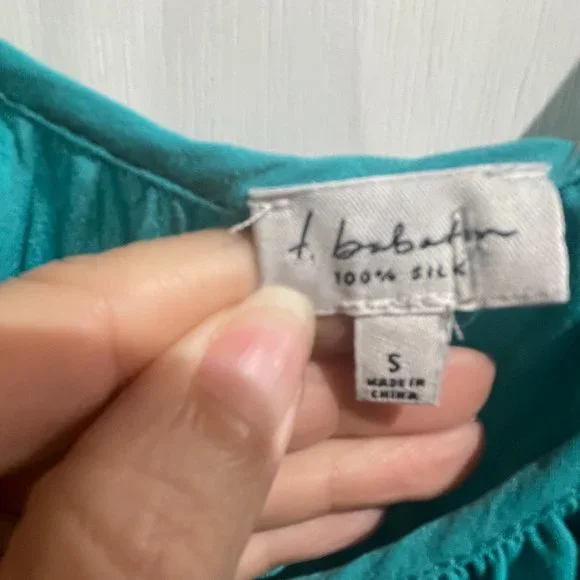 t. babaton
100% SILK
S
MADE IN
CHINA